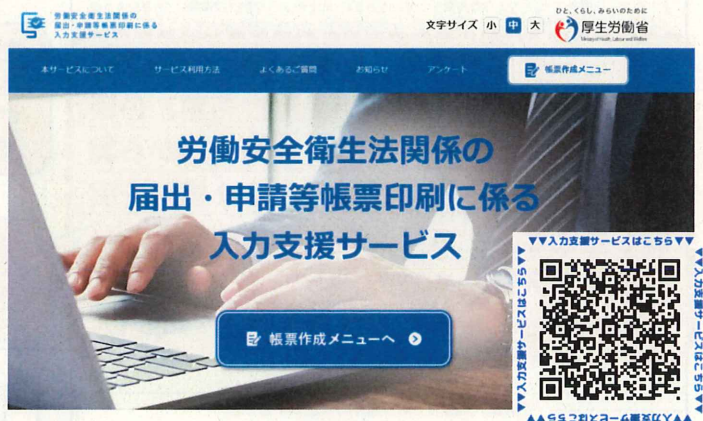 労働安全衛生法関係の
届出・申請等帳票印刷に係る
入力支援サービス
文字サイズ 小 中 大
ひと、くらし、みらいのために
厚生労働省
Ministry of Health, Labour and Welfare
本サービスについて サービス利用方法 よくあるご質問 お知らせ アンケート 帳票作成メニュー
労働安全衛生法関係の
届出・申請等帳票印刷に係る
入力支援サービス
帳票作成メニューへ
▼▼入力支援サービスはこちら▼▼
▼▼入力支援サービスはこちら▼▼
▼▼入力支援サービスはこちら▼▼
▼▼入力支援サービスはこちら▼▼